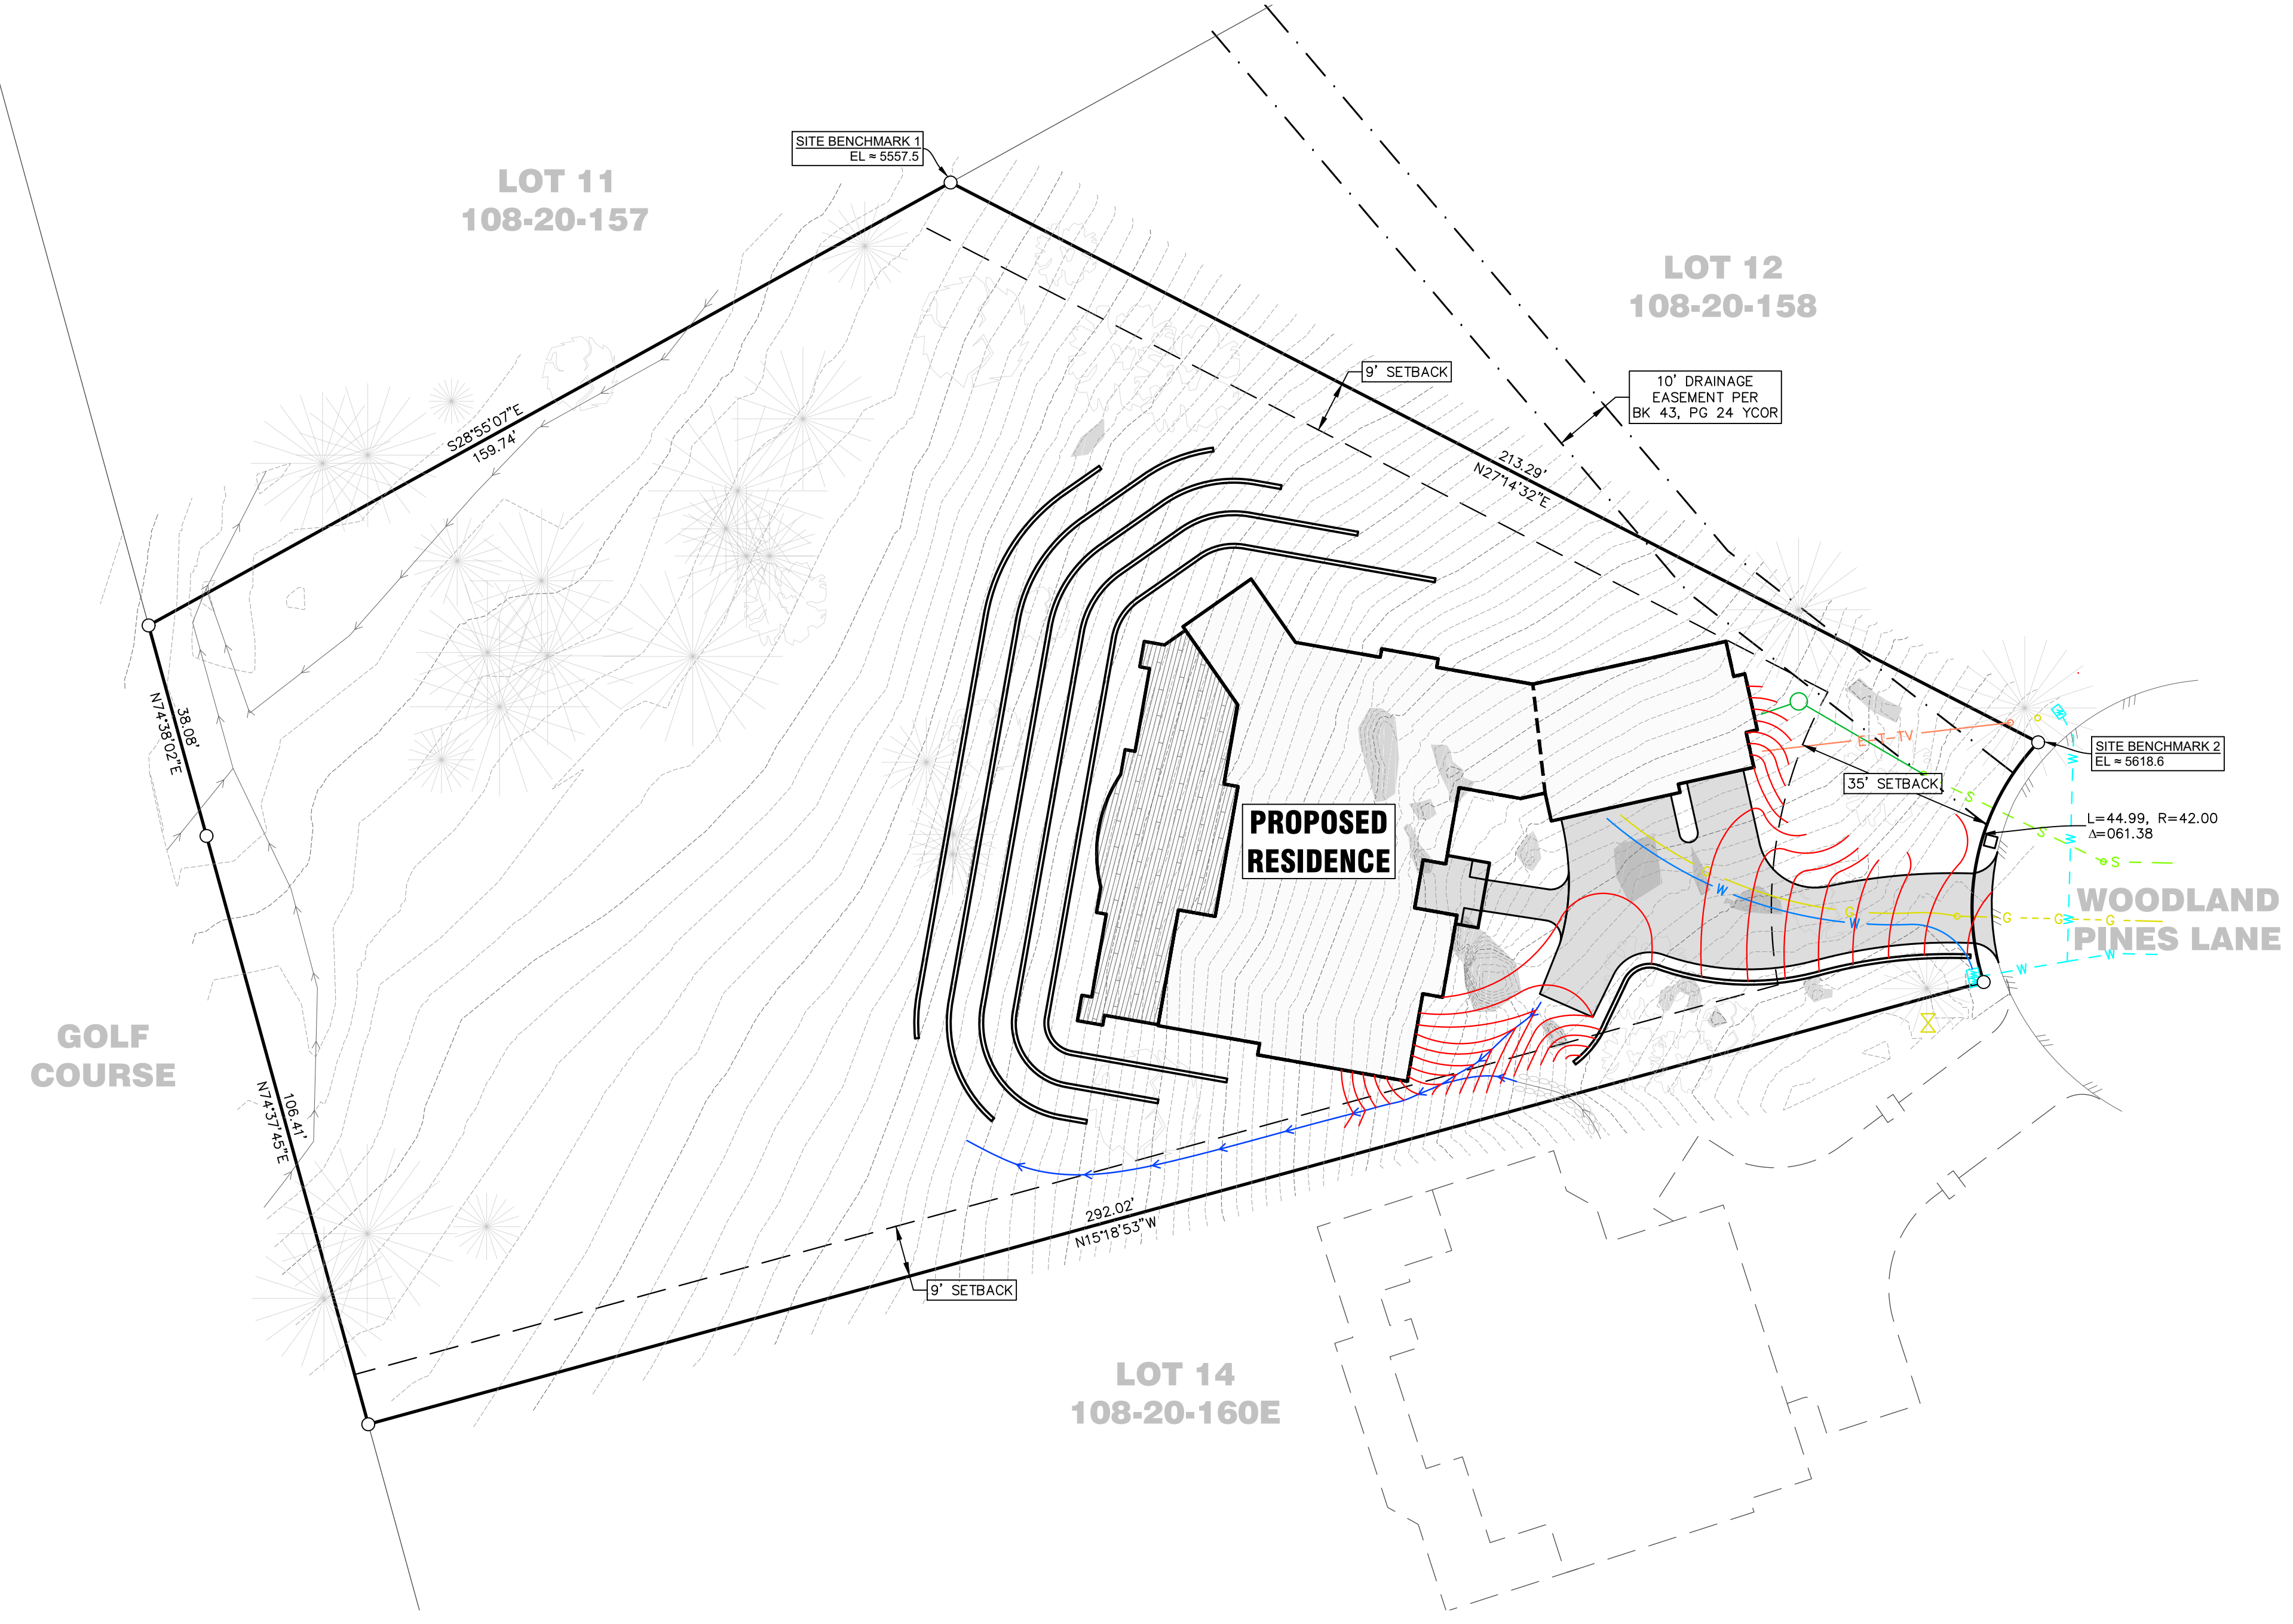 SITE BENCHMARK 1
EL ≈ 5557.5
LOT 11
108-20-157
LOT 12
108-20-158
9' SETBACK
10' DRAINAGE
EASEMENT PER
BK 43, PG 24 YCOR
S28°55'07"E
159.74'
213.29'
N27°14'32"E
38.08'
N74°38'02"E
E-T-TV
SITE BENCHMARK 2
EL ≈ 5618.6
35' SETBACK
S
S
S
W
W
W
L=44.99, R=42.00
Δ=061.38
PROPOSED
RESIDENCE
W
W
G
G
G
G
G
WOODLAND
PINES LANE
W
W
GOLF
COURSE
106.41'
N74°37'45"E
292.02'
N15°18'53"W
9' SETBACK
LOT 14
108-20-160E